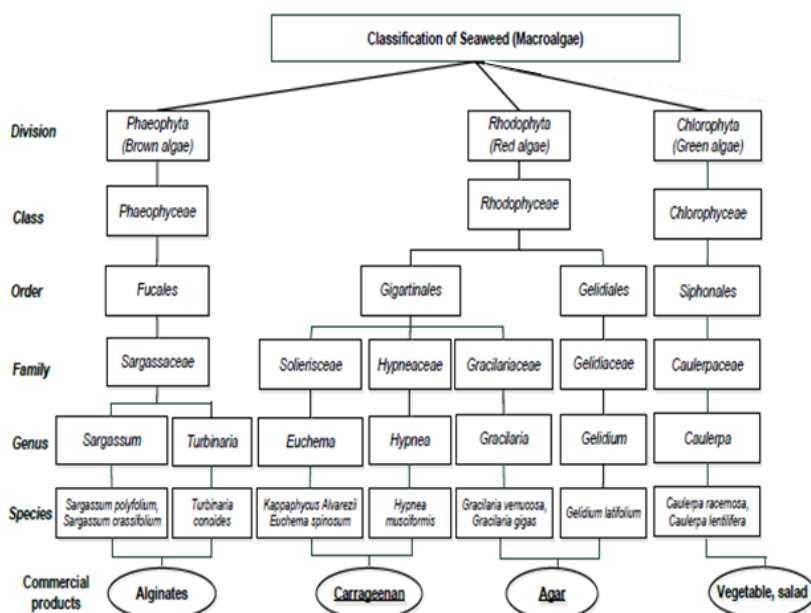 Classification of Seaweed (Macroalgae)
Division
Phaeophyta
(Brown algae)
Rhodophyta
(Red algae)
Chlorophyta
(Green algae)
Class
Phaeophyceae
Rhodophyceae
Chlorophyceae
Order
Fucales
Gigartinales
Gelidiales
Siphonales
Family
Sargassaceae
Solierisceae
Hypneaceae
Gracilariaceae
Gelidiaceae
Caulerpaceae
Genus
Sargassum
Turbinaria
Euchema
Hypnea
Gracilaria
Gelidium
Caulerpa
Species
Sargassum polyfolium,
Sargassum crassifolium
Turbinaria
conoides
Kappaphycus Alvarezii
Euchema spinosum
Hypnea
musciformis
Gracilaria verrucosa,
Gracilaria gigas
Gelidium latifolium
Caulerpa racemosa,
Caulerpa lentilifera
Commercial
products
Alginates
Carrageenan
Agar
Vegetable, salad